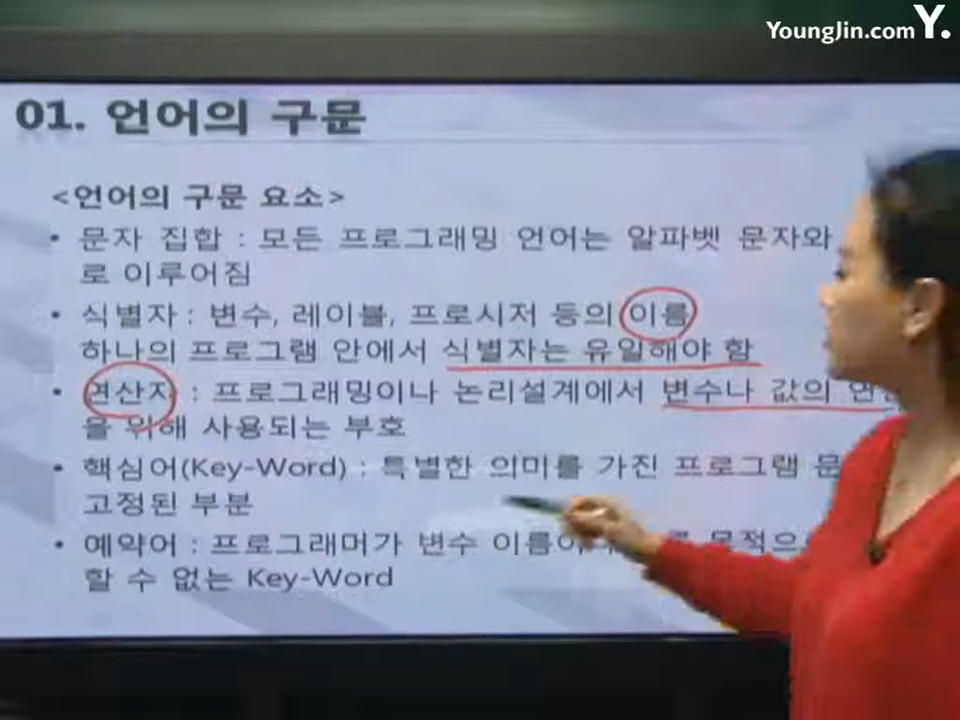 YoungJin.com Y.
01. 언어의 구문
<언어의 구문 요소>
• 문자 집합 : 모든 프로그래밍 언어는 알파벳 문자와
로 이루어짐
• 식별자 : 변수, 레이블, 프로시저 등의 이름
하나의 프로그램 안에서 식별자는 유일해야 함
• 연산자 : 프로그래밍이나 논리설계에서 변수나 값의
을 위해 사용되는 부호
• 핵심어(Key-Word) : 특별한 의미를 가진 프로그램
고정된 부분
• 예약어 : 프로그래머가 변수 이름이나 목적으로
할 수 없는 Key-Word